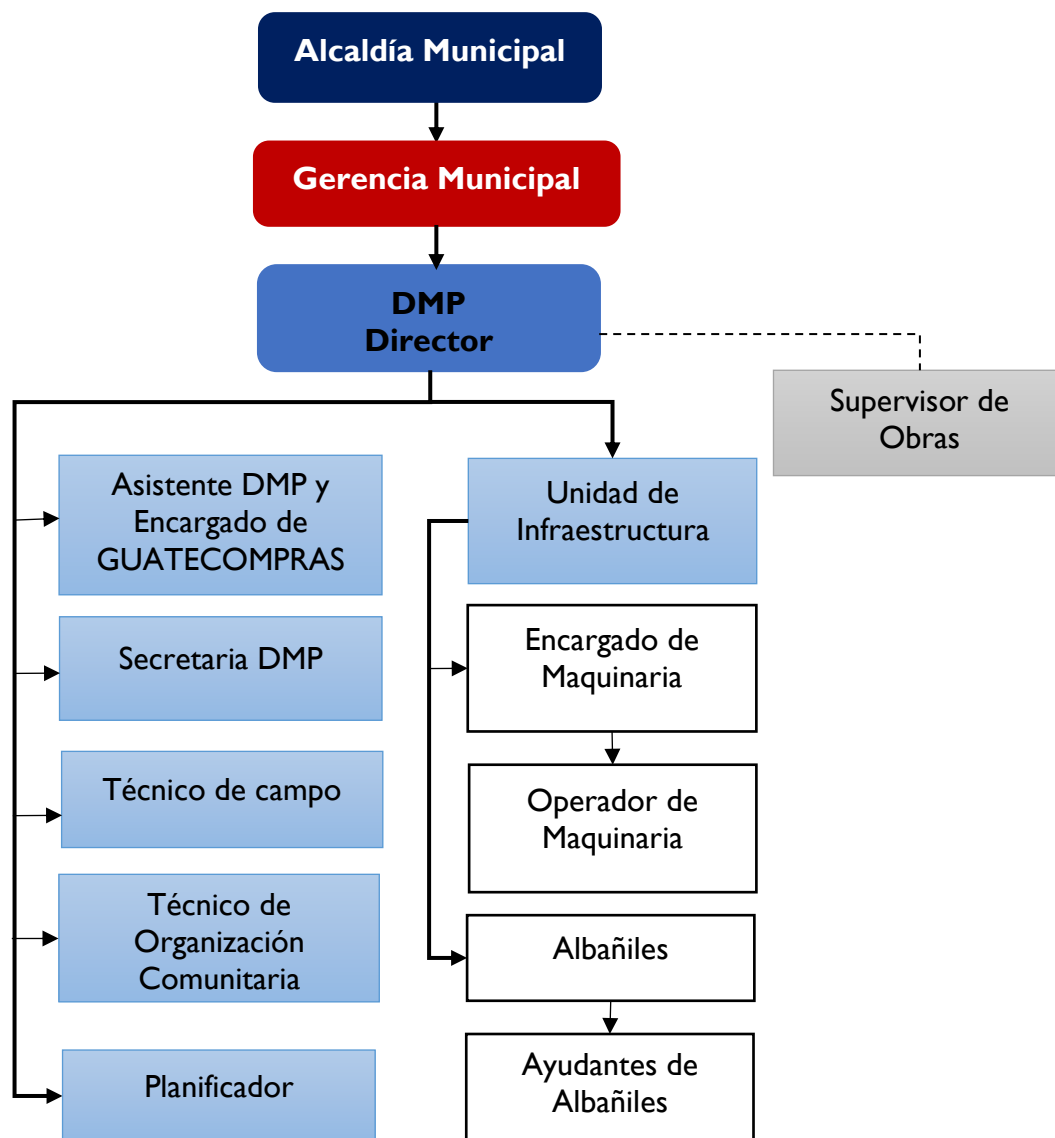 Alcaldía Municipal
Gerencia Municipal
DMP
Director
Supervisor de
Obras
Asistente DMP y
Encargado de
GUATECOMPRAS
Secretaria DMP
Técnico de campo
Técnico de
Organización
Comunitaria
Planificador
Unidad de
Infraestructura
Encargado de
Maquinaria
Operador de
Maquinaria
Albañiles
Ayudantes de
Albañiles